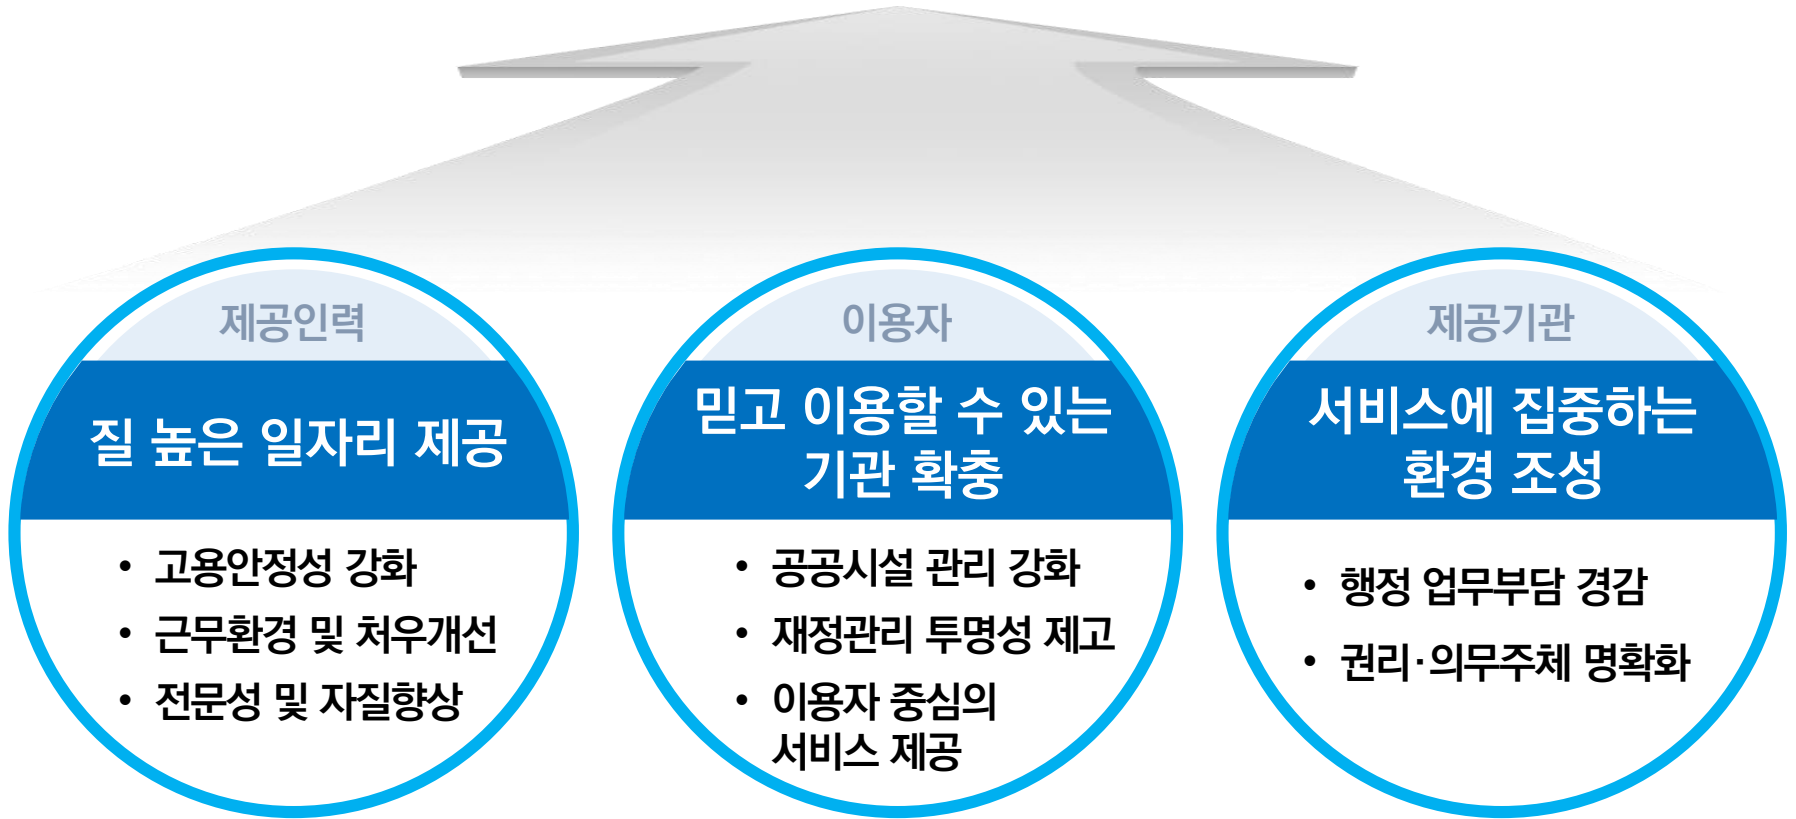 제공인력
질 높은 일자리 제공
• 고용안정성 강화
• 근무환경 및 처우개선
• 전문성 및 자질향상
이용자
믿고 이용할 수 있는
기관 확충
• 공공시설 관리 강화
• 재정관리 투명성 제고
• 이용자 중심의
서비스 제공
제공기관
서비스에 집중하는
환경 조성
• 행정 업무부담 경감
• 권리·의무주체 명확화